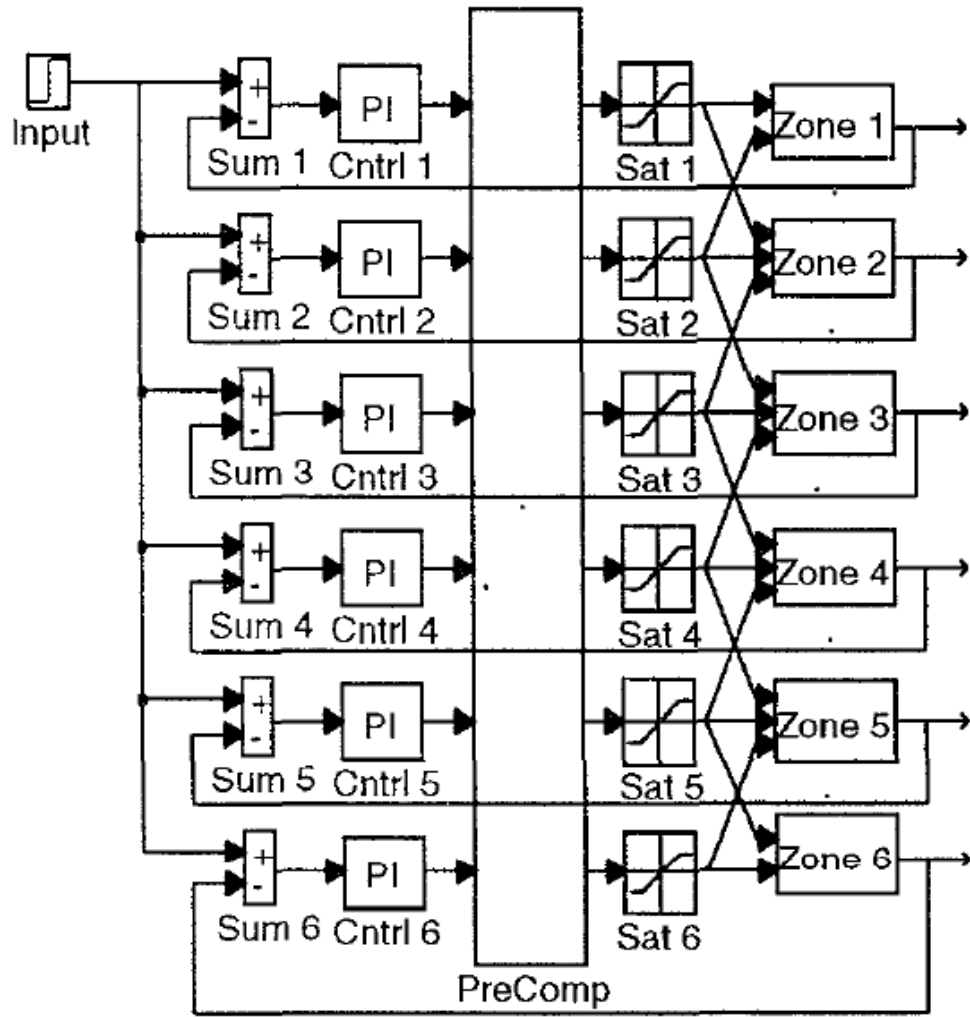 Input
+
-
Sum 1
PI
Cntrl 1
Sat 1
Zone 1
+
-
Sum 2
PI
Cntrl 2
Sat 2
Zone 2
+
-
Sum 3
PI
Cntrl 3
Sat 3
Zone 3
+
-
Sum 4
PI
Cntrl 4
Sat 4
Zone 4
+
-
Sum 5
PI
Cntrl 5
Sat 5
Zone 5
+
-
Sum 6
PI
Cntrl 6
Sat 6
Zone 6
PreComp